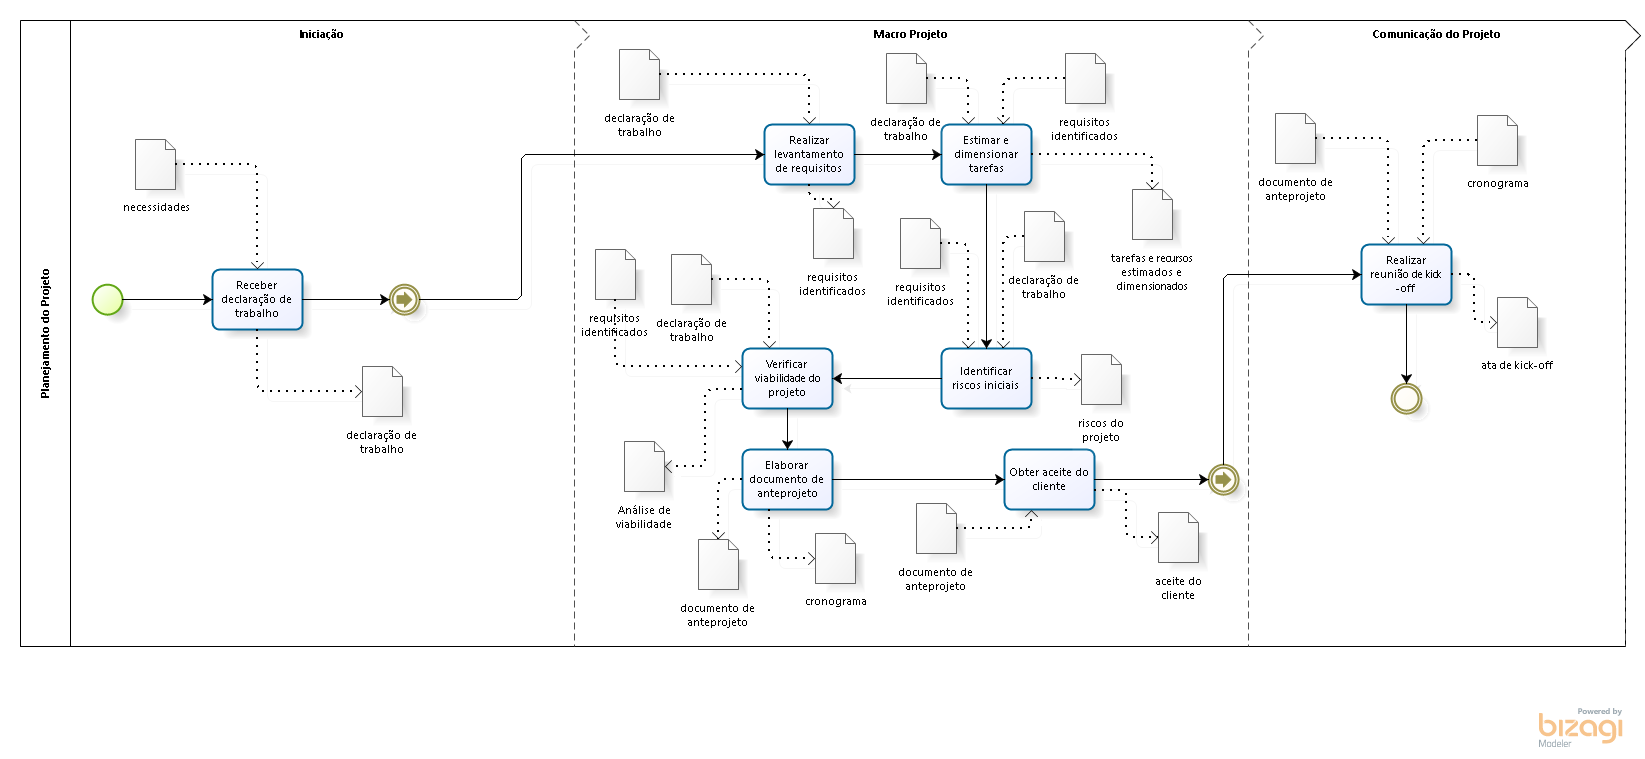 Planejamento do Projeto
Iniciação
necessidades
Receber
declaração de
trabalho
declaração de
trabalho
Macro Projeto
declaração de
trabalho
Realizar
levantamento
de requisitos
requisitos
identificados
declaração de
trabalho
requisitos
identificados
Estimar e
dimensionar
tarefas
tarefas e recursos
estimados e
dimensionados
requisitos
identificados
declaração de
trabalho
Identificar
riscos iniciais
riscos do
projeto
requisitos
identificados
declaração de
trabalho
Verificar
viabilidade do
projeto
Análise de
viabilidade
Elaborar
documento de
anteprojeto
documento de
anteprojeto
cronograma
documento de
anteprojeto
Obter aceite do
cliente
aceite do
cliente
Comunicação do Projeto
documento de
anteprojeto
cronograma
Realizar
reunião de kick
-off
ata de kick-off
Powered by
bizagi
Modeler